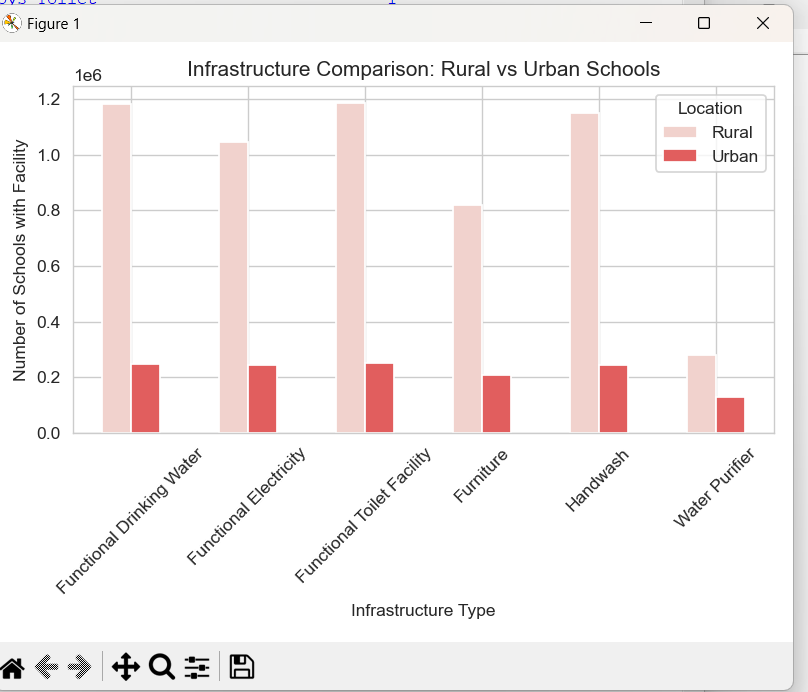 Figure 1
1e6
Infrastructure Comparison: Rural vs Urban Schools
Location
Rural
Urban
Number of Schools with Facility
1.2
1.0
0.8
0.6
0.4
0.2
0.0
Functional Drinking Water
Functional Electricity
Functional Toilet Facility
Furniture
Handwash
Water Purifier
Infrastructure Type